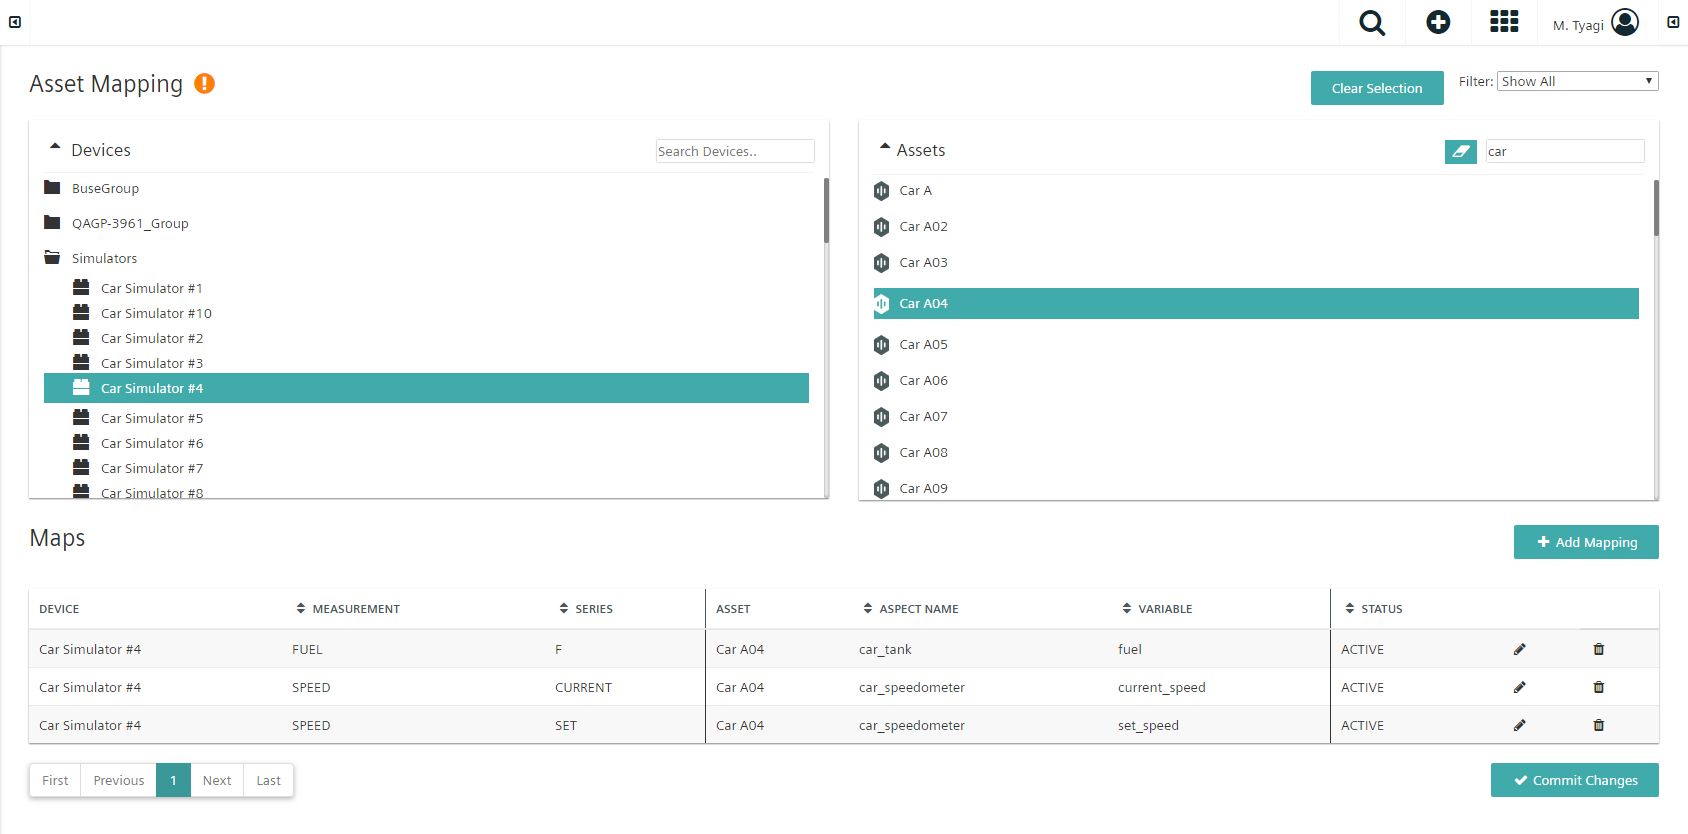 M. Tyagi
Asset Mapping
Clear Selection
Filter: Show All
Devices
Search Devices..
BuseGroup
QAGP-3961_Group
Simulators
Car Simulator #1
Car Simulator #10
Car Simulator #2
Car Simulator #3
Car Simulator #4
Car Simulator #5
Car Simulator #6
Car Simulator #7
Car Simulator #8
Assets
car
Car A
Car A02
Car A03
Car A04
Car A05
Car A06
Car A07
Car A08
Car A09
Maps
Add Mapping
DEVICE MEASUREMENT SERIES ASSET ASPECT NAME VARIABLE STATUS
Car Simulator #4 FUEL F Car A04 car_tank fuel ACTIVE
Car Simulator #4 SPEED CURRENT Car A04 car_speedometer current_speed ACTIVE
Car Simulator #4 SPEED SET Car A04 car_speedometer set_speed ACTIVE
First Previous 1 Next Last
Commit Changes